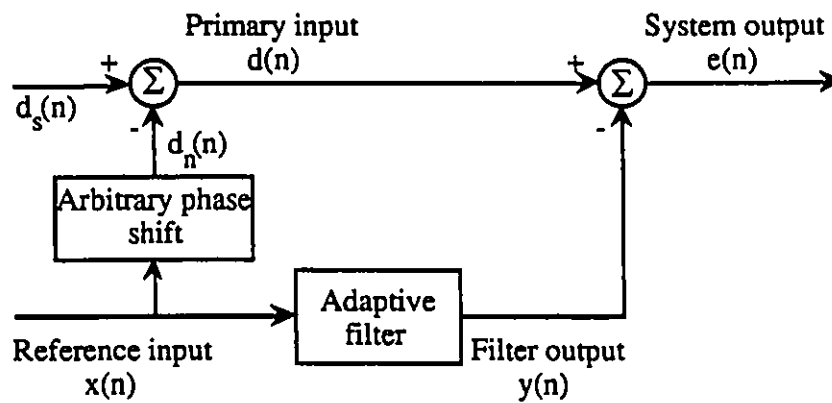 Primary input
d(n)
System output
e(n)
+
Σ
+
Σ
d_s(n)
-
d_n(n)
-
Arbitrary phase
shift
Adaptive
filter
Reference input
x(n)
Filter output
y(n)